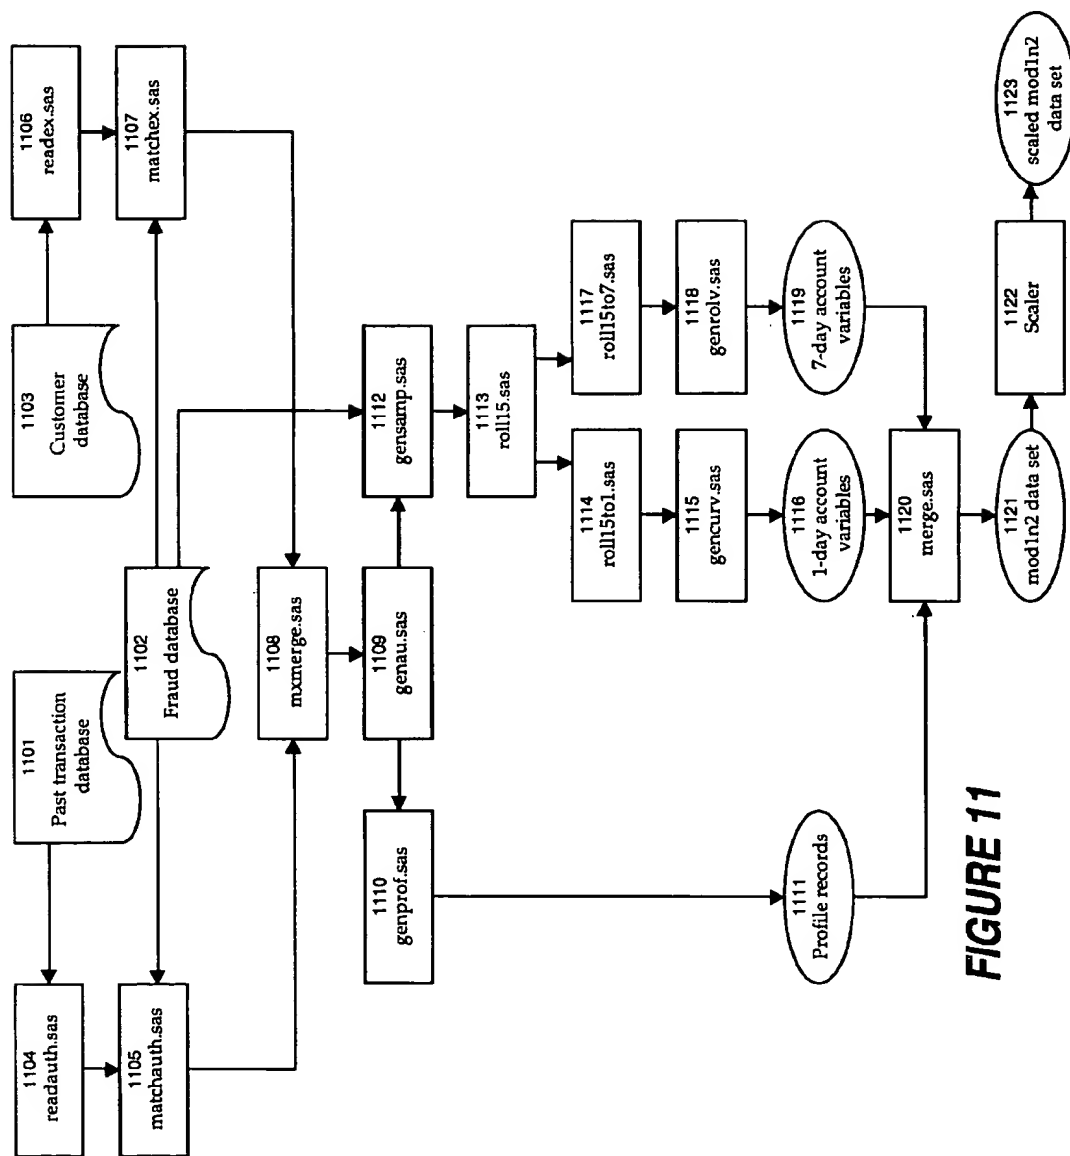 1101
Past transaction
database
1102
Fraud database
1103
Customer
database
1104
readauth.sas
1105
matchauth.sas
1106
readex.sas
1107
matchex.sas
1108
mxmerge.sas
1109
genau.sas
1110
genprof.sas
1111
Profile records
1112
gensamp.sas
1113
roll15.sas
1114
roll15to1.sas
1115
gencurv.sas
1116
1-day account
variables
1117
roll15to7.sas
1118
genrolv.sas
1119
7-day account
variables
1120
merge.sas
1121
mod1n2 data set
1122
Scaler
1123
scaled mod1n2
data set
FIGURE 11